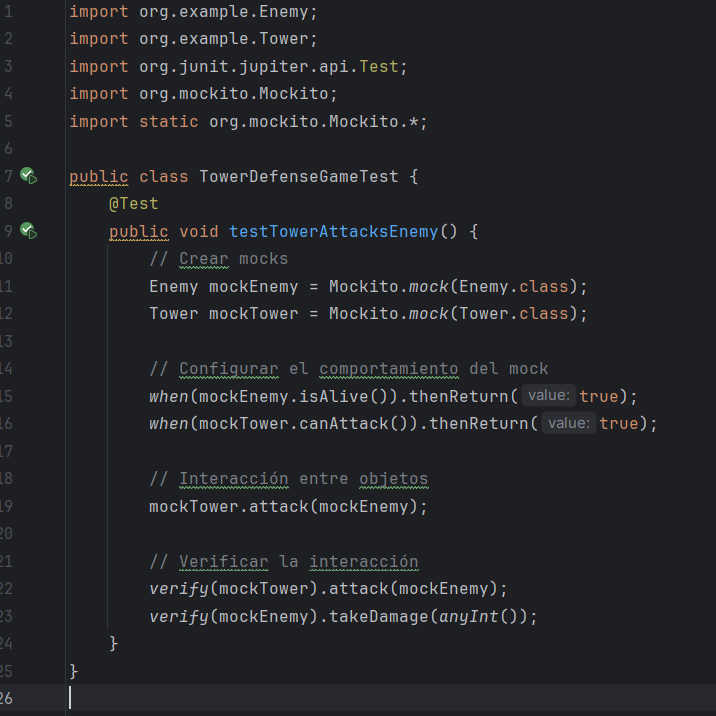 1 import org.example.Enemy;
2 import org.example.Tower;
3 import org.junit.jupiter.api.Test;
4 import org.mockito.Mockito;
5 import static org.mockito.Mockito.*;
6
7 public class TowerDefenseGameTest {
8 @Test
9 public void testTowerAttacksEnemy() {
10 // Crear mocks
11 Enemy mockEnemy = Mockito.mock(Enemy.class);
12 Tower mockTower = Mockito.mock(Tower.class);
13
14 // Configurar el comportamiento del mock
15 when(mockEnemy.isAlive()).thenReturn( value: true);
16 when(mockTower.canAttack()).thenReturn( value: true);
17
18 // Interacción entre objetos
19 mockTower.attack(mockEnemy);
20
21 // Verificar la interacción
22 verify(mockTower).attack(mockEnemy);
23 verify(mockEnemy).takeDamage(anyInt());
24 }
25 }
26